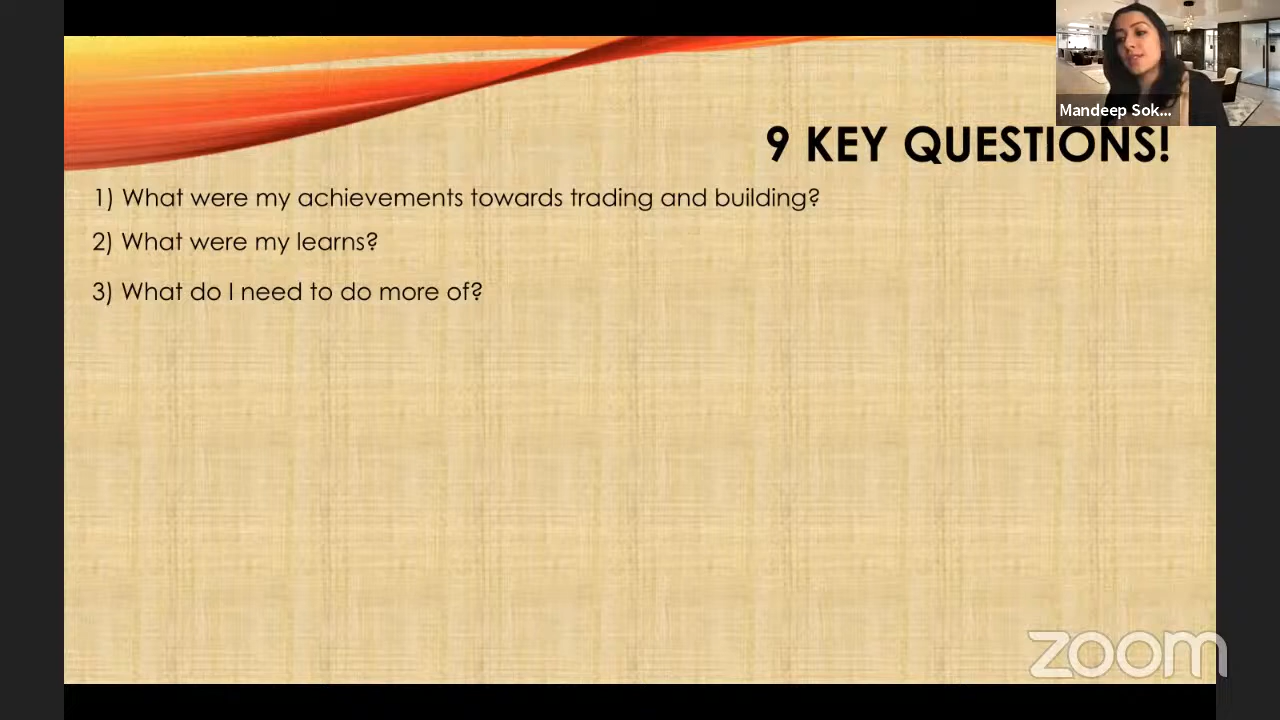 Mandeep Sok...
9 KEY QUESTIONS!
1) What were my achievements towards trading and building?
2) What were my learns?
3) What do I need to do more of?
zoom